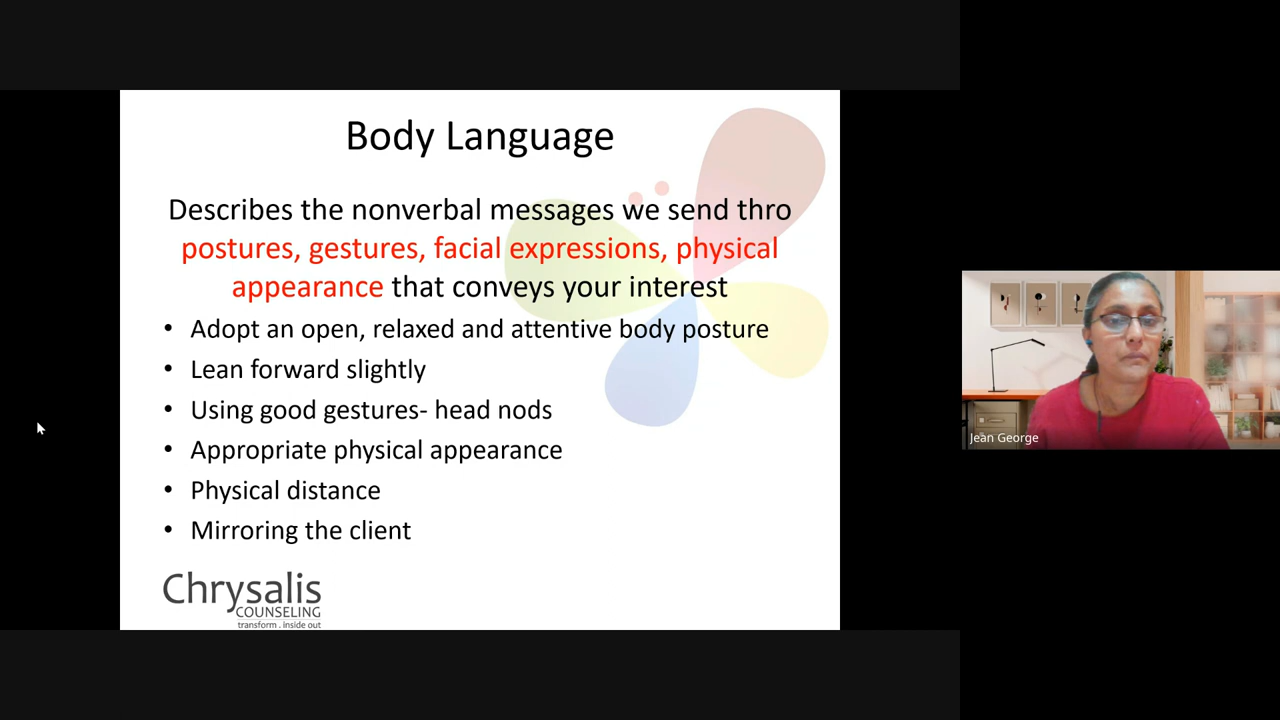 Body Language
Describes the nonverbal messages we send thro
postures, gestures, facial expressions, physical
appearance that conveys your interest
• Adopt an open, relaxed and attentive body posture
• Lean forward slightly
• Using good gestures- head nods
• Appropriate physical appearance
• Physical distance
• Mirroring the client
Chrysalis
COUNSELING
transform . inside out
Jean George